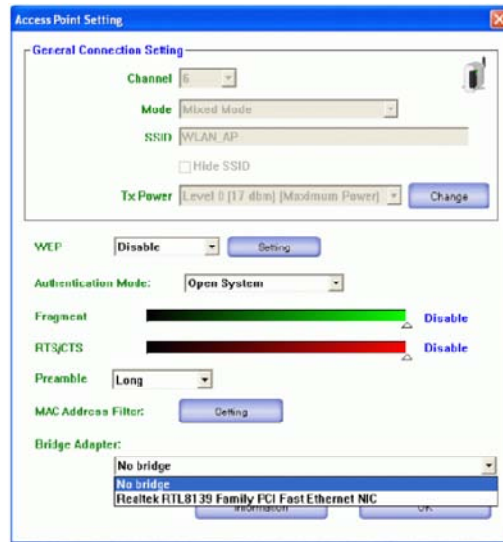 Access Point Setting
General Connection Setting
Channel 6
Mode Mixed Mode
SSID WLAN_AP
Hide SSID
Tx Power Level 0 [17 dbm] [Maximum Power] Change
WEP Disable Setting
Authentication Mode: Open System
Fragment Disable
RTS/CTS Disable
Preamble Long
MAC Address Filter: Setting
Bridge Adapter:
No bridge
No bridge
Realtek RTL8139 Family PCI Fast Ethernet NIC
Information OK